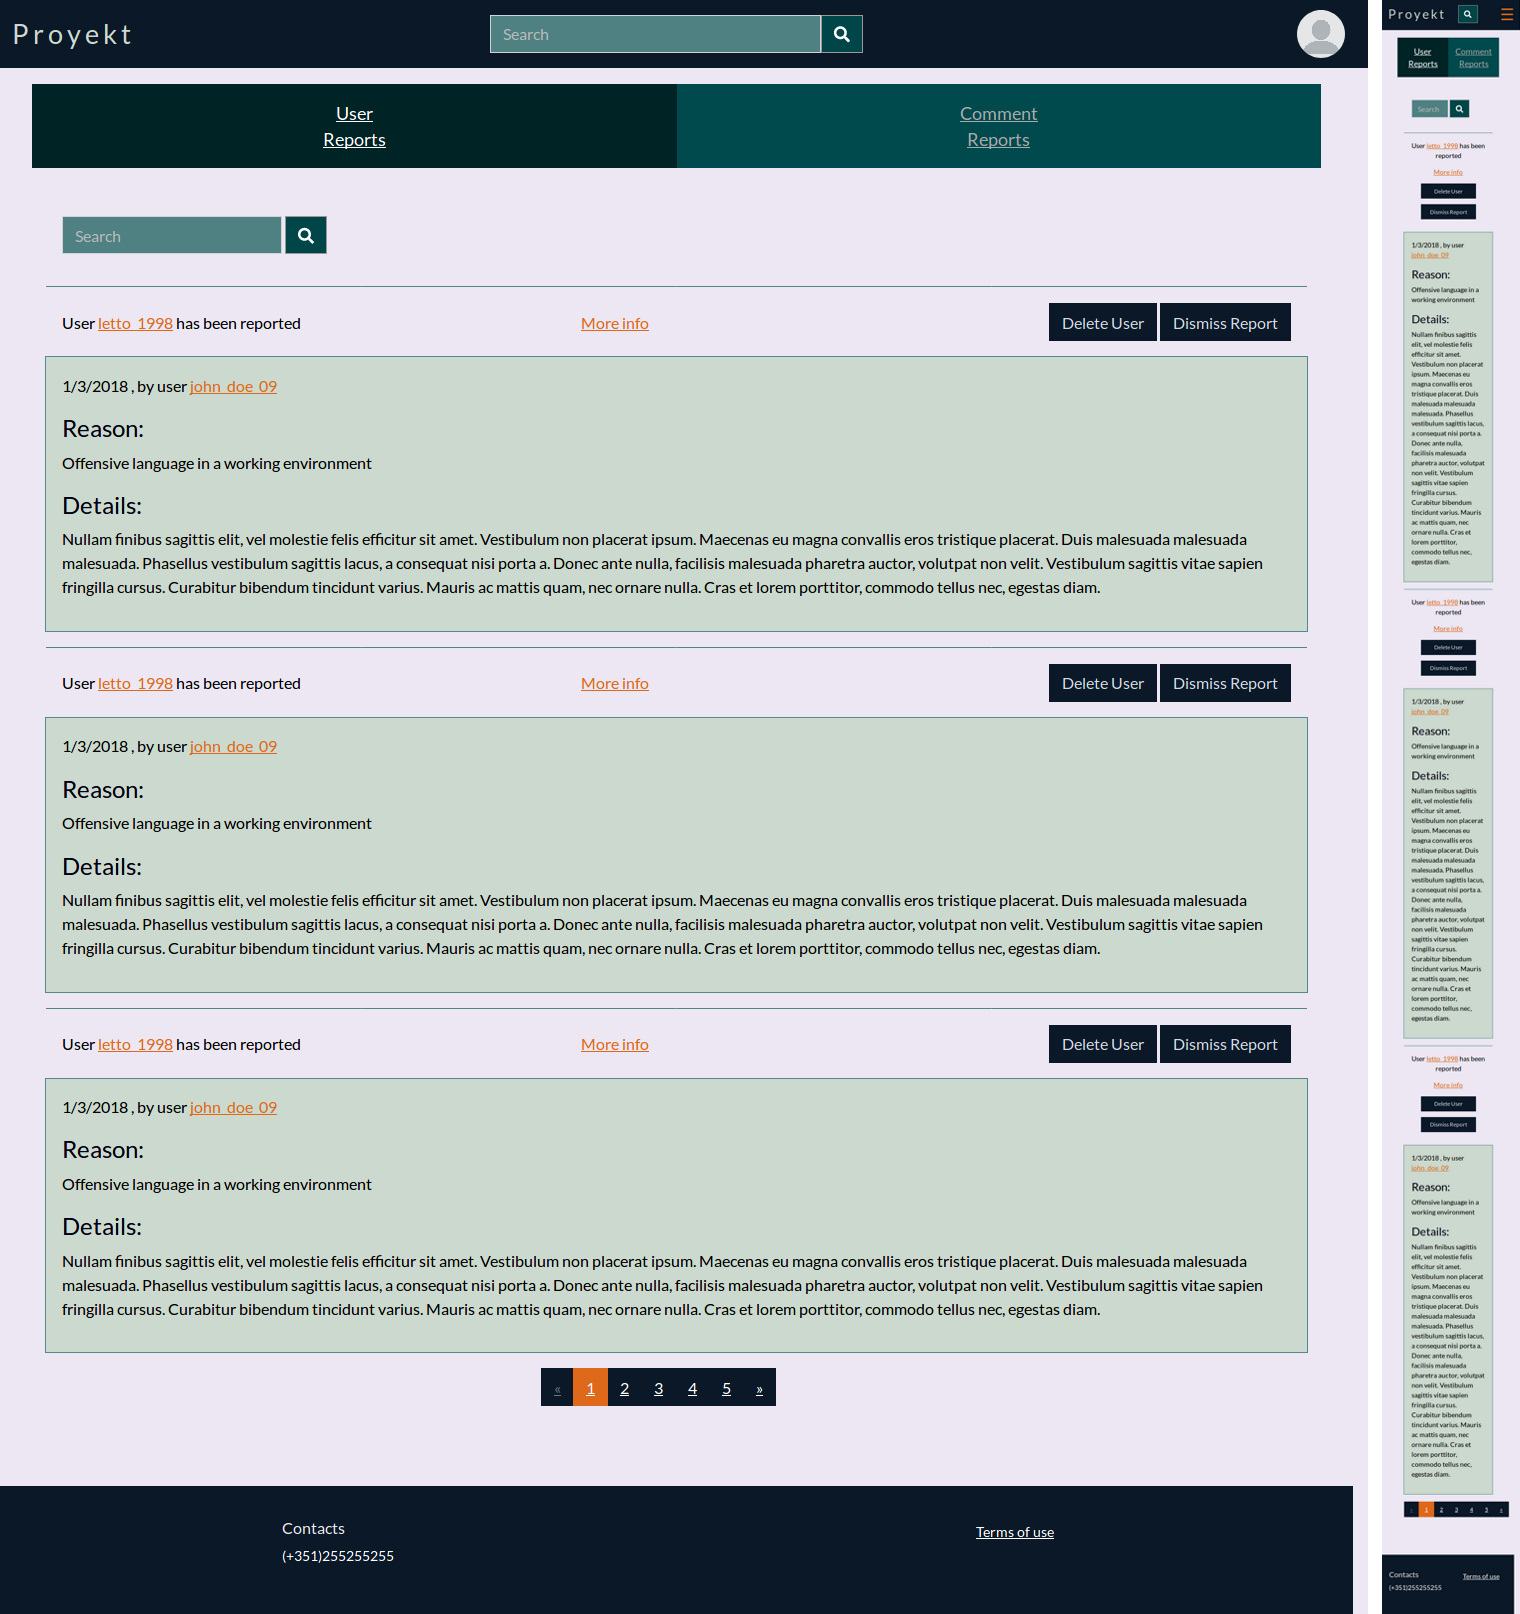 Proyekt
Search
User
Reports
Comment
Reports
Search
User letto_1998 has been reported
More info
Delete User
Dismiss Report
1/3/2018 , by user john_doe_09
Reason:
Offensive language in a working environment
Details:
Nullam finibus sagittis elit, vel molestie felis efficitur sit amet. Vestibulum non placerat ipsum. Maecenas eu magna convallis eros tristique placerat. Duis malesuada malesuada
malesuada. Phasellus vestibulum sagittis lacus, a consequat nisi porta a. Donec ante nulla, facilisis malesuada pharetra auctor, volutpat non velit. Vestibulum sagittis vitae sapien
fringilla cursus. Curabitur bibendum tincidunt varius. Mauris ac mattis quam, nec ornare nulla. Cras et lorem porttitor, commodo tellus nec, egestas diam.
User letto_1998 has been reported
More info
Delete User
Dismiss Report
1/3/2018 , by user john_doe_09
Reason:
Offensive language in a working environment
Details:
Nullam finibus sagittis elit, vel molestie felis efficitur sit amet. Vestibulum non placerat ipsum. Maecenas eu magna convallis eros tristique placerat. Duis malesuada malesuada
malesuada. Phasellus vestibulum sagittis lacus, a consequat nisi porta a. Donec ante nulla, facilisis malesuada pharetra auctor, volutpat non velit. Vestibulum sagittis vitae sapien
fringilla cursus. Curabitur bibendum tincidunt varius. Mauris ac mattis quam, nec ornare nulla. Cras et lorem porttitor, commodo tellus nec, egestas diam.
User letto_1998 has been reported
More info
Delete User
Dismiss Report
1/3/2018 , by user john_doe_09
Reason:
Offensive language in a working environment
Details:
Nullam finibus sagittis elit, vel molestie felis efficitur sit amet. Vestibulum non placerat ipsum. Maecenas eu magna convallis eros tristique placerat. Duis malesuada malesuada
malesuada. Phasellus vestibulum sagittis lacus, a consequat nisi porta a. Donec ante nulla, facilisis malesuada pharetra auctor, volutpat non velit. Vestibulum sagittis vitae sapien
fringilla cursus. Curabitur bibendum tincidunt varius. Mauris ac mattis quam, nec ornare nulla. Cras et lorem porttitor, commodo tellus nec, egestas diam.
« 1 2 3 4 5 »
Contacts
(+351)255255255
Terms of use
Proyekt
User
Reports
Comment
Reports
Search
User letto_1998 has been
reported
More info
Delete User
Dismiss Report
1/3/2018 , by user
john_doe_09
Reason:
Offensive language in a
working environment
Details:
Nullam finibus sagittis
elit, vel molestie felis
efficitur sit amet.
Vestibulum non placerat
ipsum. Maecenas eu
magna convallis eros
tristique placerat. Duis
malesuada malesuada
malesuada. Phasellus
vestibulum sagittis lacus,
a consequat nisi porta a.
Donec ante nulla,
facilisis malesuada
pharetra auctor, volutpat
non velit. Vestibulum
sagittis vitae sapien
fringilla cursus.
Curabitur bibendum
tincidunt varius. Mauris
ac mattis quam, nec
ornare nulla. Cras et
lorem porttitor,
commodo tellus nec,
egestas diam.
User letto_1998 has been
reported
More info
Delete User
Dismiss Report
1/3/2018 , by user
john_doe_09
Reason:
Offensive language in a
working environment
Details:
Nullam finibus sagittis
elit, vel molestie felis
efficitur sit amet.
Vestibulum non placerat
ipsum. Maecenas eu
magna convallis eros
tristique placerat. Duis
malesuada malesuada
malesuada. Phasellus
vestibulum sagittis lacus,
a consequat nisi porta a.
Donec ante nulla,
facilisis malesuada
pharetra auctor, volutpat
non velit. Vestibulum
sagittis vitae sapien
fringilla cursus.
Curabitur bibendum
tincidunt varius. Mauris
ac mattis quam, nec
ornare nulla. Cras et
lorem porttitor,
commodo tellus nec,
egestas diam.
User letto_1998 has been
reported
More info
Delete User
Dismiss Report
1/3/2018 , by user
john_doe_09
Reason:
Offensive language in a
working environment
Details:
Nullam finibus sagittis
elit, vel molestie felis
efficitur sit amet.
Vestibulum non placerat
ipsum. Maecenas eu
magna convallis eros
tristique placerat. Duis
malesuada malesuada
malesuada. Phasellus
vestibulum sagittis lacus,
a consequat nisi porta a.
Donec ante nulla,
facilisis malesuada
pharetra auctor, volutpat
non velit. Vestibulum
sagittis vitae sapien
fringilla cursus.
Curabitur bibendum
tincidunt varius. Mauris
ac mattis quam, nec
ornare nulla. Cras et
lorem porttitor,
commodo tellus nec,
egestas diam.
« 1 2 3 4 5 »
Contacts
(+351)255255255
Terms of use